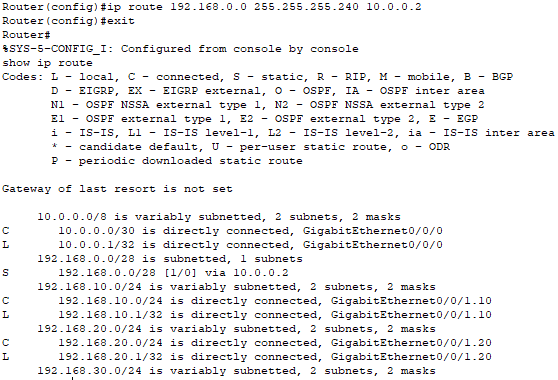 Router(config)#ip route 192.168.0.0 255.255.255.240 10.0.0.2
Router(config)#exit
Router#
%SYS-5-CONFIG_I: Configured from console by console
show ip route
Codes: L - local, C - connected, S - static, R - RIP, M - mobile, B - BGP
D - EIGRP, EX - EIGRP external, O - OSPF, IA - OSPF inter area
N1 - OSPF NSSA external type 1, N2 - OSPF NSSA external type 2
E1 - OSPF external type 1, E2 - OSPF external type 2, E - EGP
i - IS-IS, L1 - IS-IS level-1, L2 - IS-IS level-2, ia - IS-IS inter area
* - candidate default, U - per-user static route, o - ODR
P - periodic downloaded static route
Gateway of last resort is not set
10.0.0.0/8 is variably subnetted, 2 subnets, 2 masks
C 10.0.0.0/30 is directly connected, GigabitEthernet0/0/0
L 10.0.0.1/32 is directly connected, GigabitEthernet0/0/0
192.168.0.0/28 is subnetted, 1 subnets
S 192.168.0.0/28 [1/0] via 10.0.0.2
192.168.10.0/24 is variably subnetted, 2 subnets, 2 masks
C 192.168.10.0/24 is directly connected, GigabitEthernet0/0/1.10
L 192.168.10.1/32 is directly connected, GigabitEthernet0/0/1.10
192.168.20.0/24 is variably subnetted, 2 subnets, 2 masks
C 192.168.20.0/24 is directly connected, GigabitEthernet0/0/1.20
L 192.168.20.1/32 is directly connected, GigabitEthernet0/0/1.20
192.168.30.0/24 is variably subnetted, 2 subnets, 2 masks